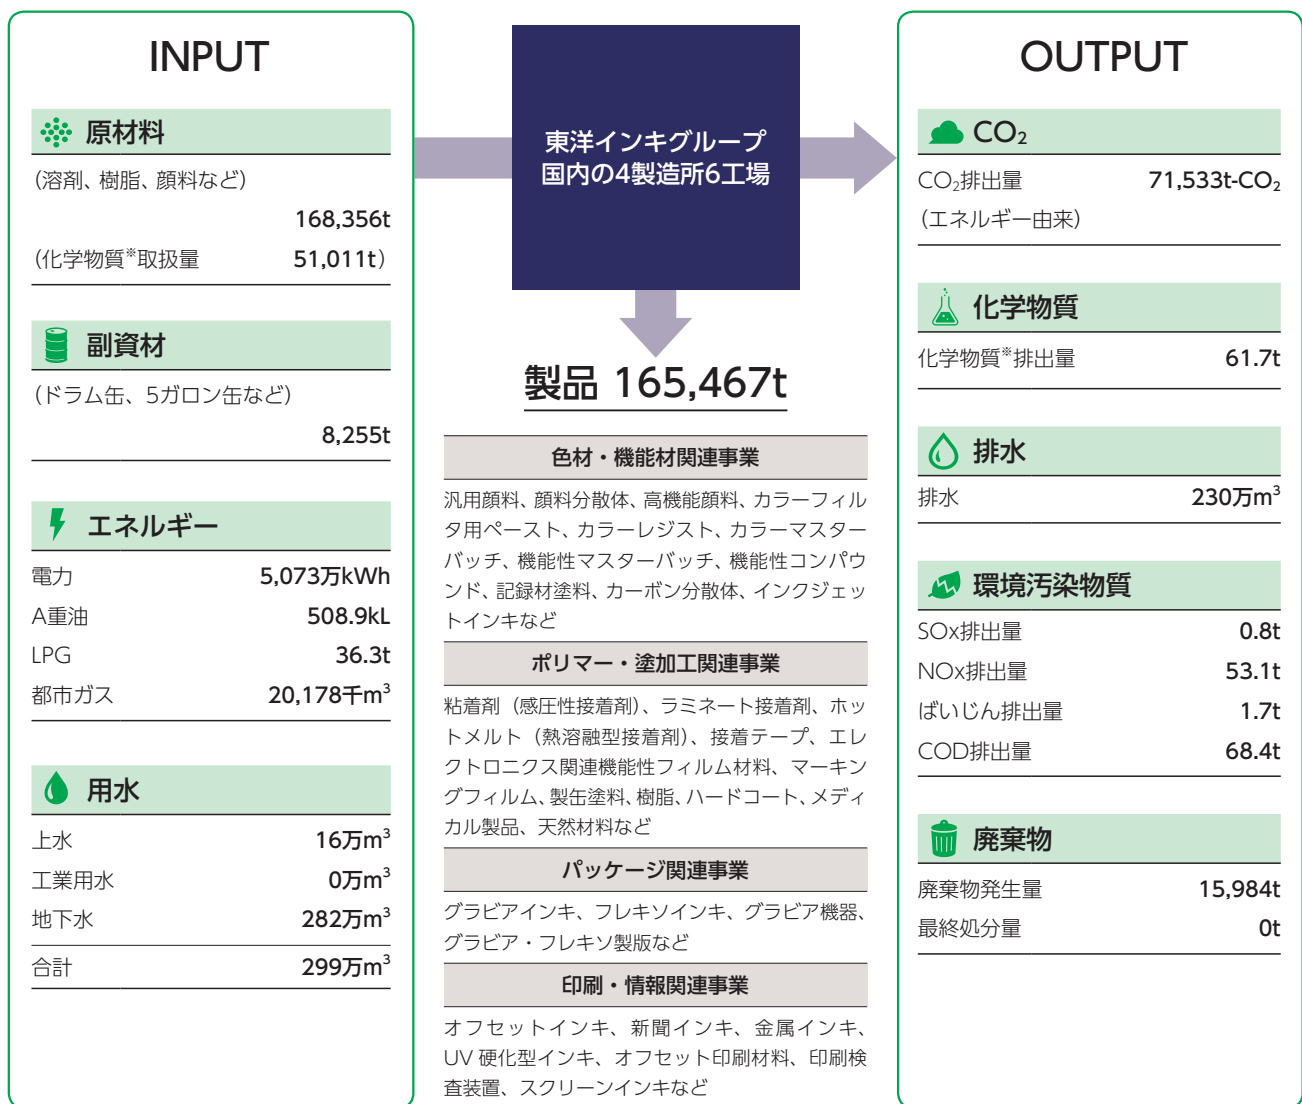 INPUT
原材料
(溶剤、樹脂、顔料など)
168,356t
(化学物質※取扱量 51,011t)
副資材
(ドラム缶、5ガロン缶など)
8,255t
エネルギー
電力 5,073万kWh
A重油 508.9kL
LPG 36.3t
都市ガス 20,178千m³
用水
上水 16万m³
工業用水 0万m³
地下水 282万m³
合計 299万m³
東洋インキグループ
国内の4製造所6工場
製品 165,467t
色材・機能材関連事業
汎用顔料、顔料分散体、高機能顔料、カラーフィル
タ用ペースト、カラーレジスト、カラーマスター
バッチ、機能性マスターバッチ、機能性コンパウ
ンド、記録材塗料、カーボン分散体、インクジェッ
トインキなど
ポリマー・塗加工関連事業
粘着剤（感圧性接着剤）、ラミネート接着剤、ホッ
トメルト（熱溶融型接着剤）、接着テープ、エレ
クトロニクス関連機能性フィルム材料、マーキン
グフィルム、製缶塗料、樹脂、ハードコート、メディ
カル製品、天然材料など
パッケージ関連事業
グラビアインキ、フレキソインキ、グラビア機器、
グラビア・フレキソ製版など
印刷・情報関連事業
オフセットインキ、新聞インキ、金属インキ、
UV 硬化型インキ、オフセット印刷材料、印刷検
査装置、スクリーンインキなど
OUTPUT
CO₂
CO₂排出量 71,533t-CO₂
（エネルギー由来）
化学物質
化学物質※排出量 61.7t
排水
排水 230万m³
環境汚染物質
SOx排出量 0.8t
NOx排出量 53.1t
ばいじん排出量 1.7t
COD排出量 68.4t
廃棄物
廃棄物発生量 15,984t
最終処分量 0t